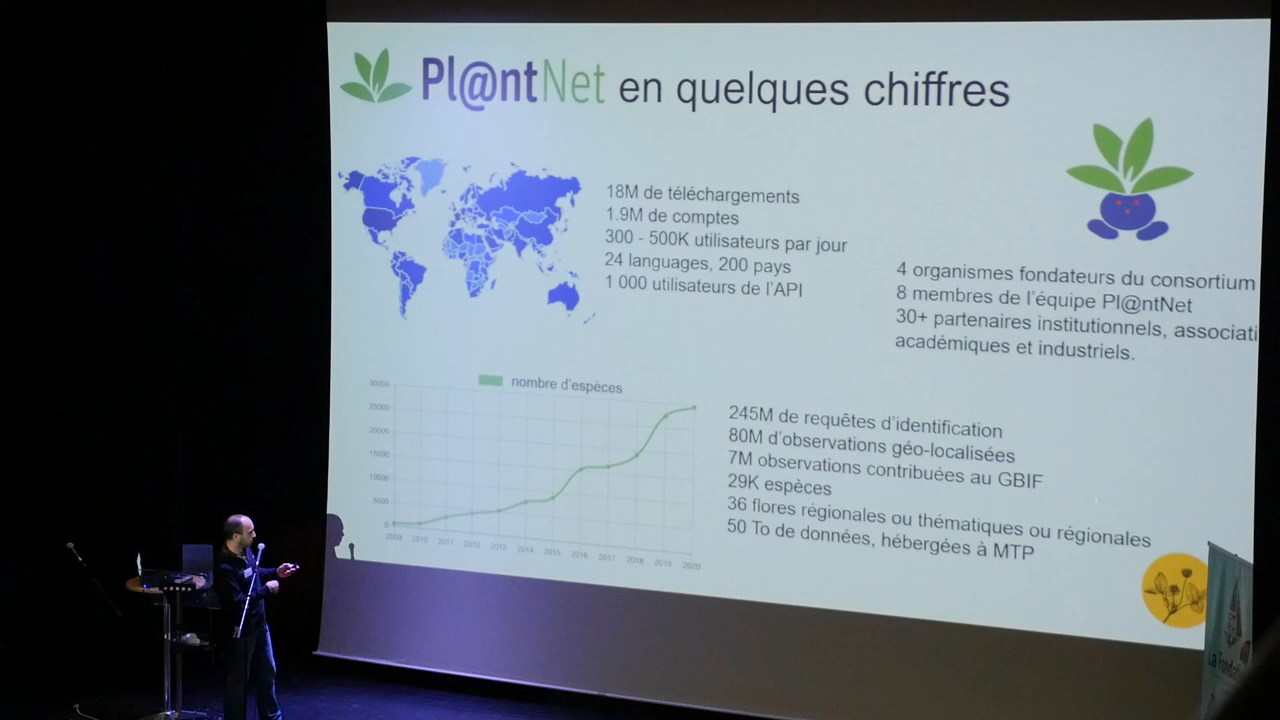 Pl@ntNet en quelques chiffres
18M de téléchargements
1.9M de comptes
300 - 500K utilisateurs par jour
24 languages, 200 pays
1 000 utilisateurs de l'API
4 organismes fondateurs du consortium
8 membres de l'équipe Pl@ntNet
30+ partenaires institutionnels, associati
académiques et industriels.
nombre d'espèces
30000
25000
20000
15000
10000
5000
0
2009 2010 2011 2012 2013 2014 2015 2016 2017 2018 2019 2020
245M de requêtes d'identification
80M d'observations géo-localisées
7M observations contribuées au GBIF
29K espèces
36 flores régionales ou thématiques ou régionales
50 To de données, hébergées à MTP
La Fonda